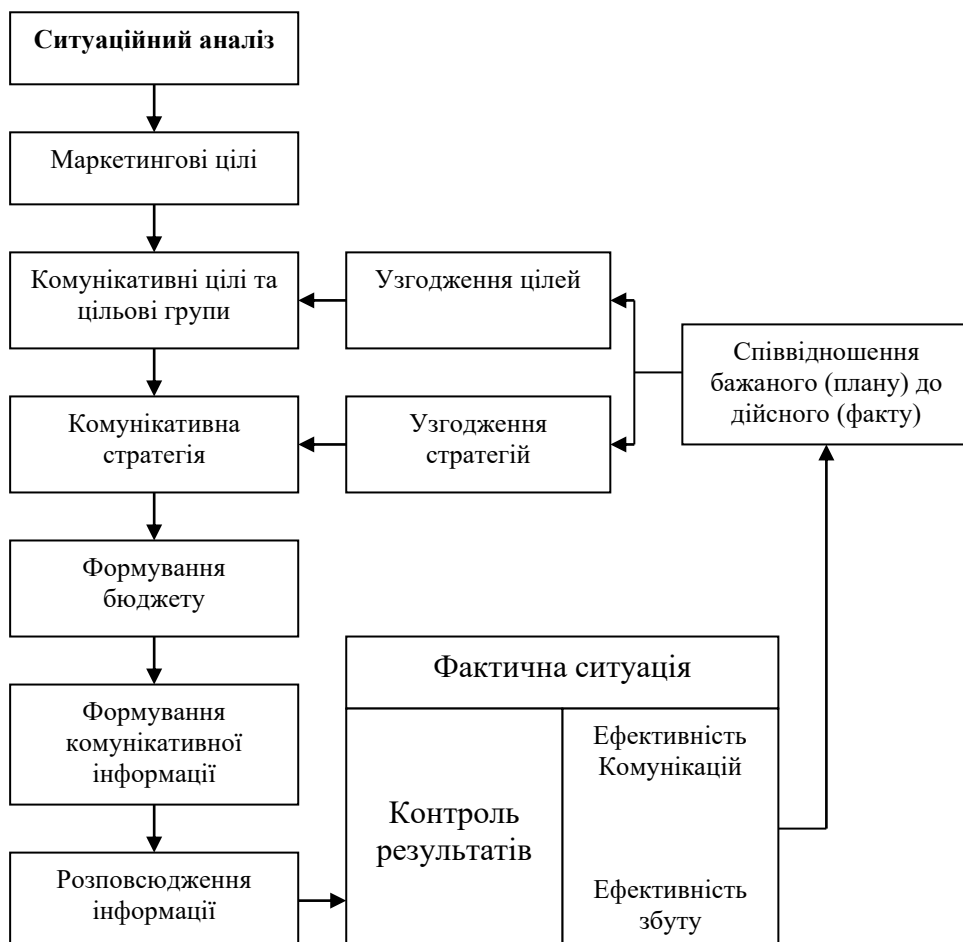 Ситуаційний аналіз
Маркетингові цілі
Комунікативні цілі та
цільові групи
Узгодження цілей
Співвідношення
бажаного (плану) до
дійсного (факту)
Комунікативна
стратегія
Узгодження
стратегій
Формування
бюджету
Формування
комунікативної
інформації
Розповсюдження
інформації
Фактична ситуація
Контроль
результатів
Ефективність
Комунікацій
Ефективність
збуту